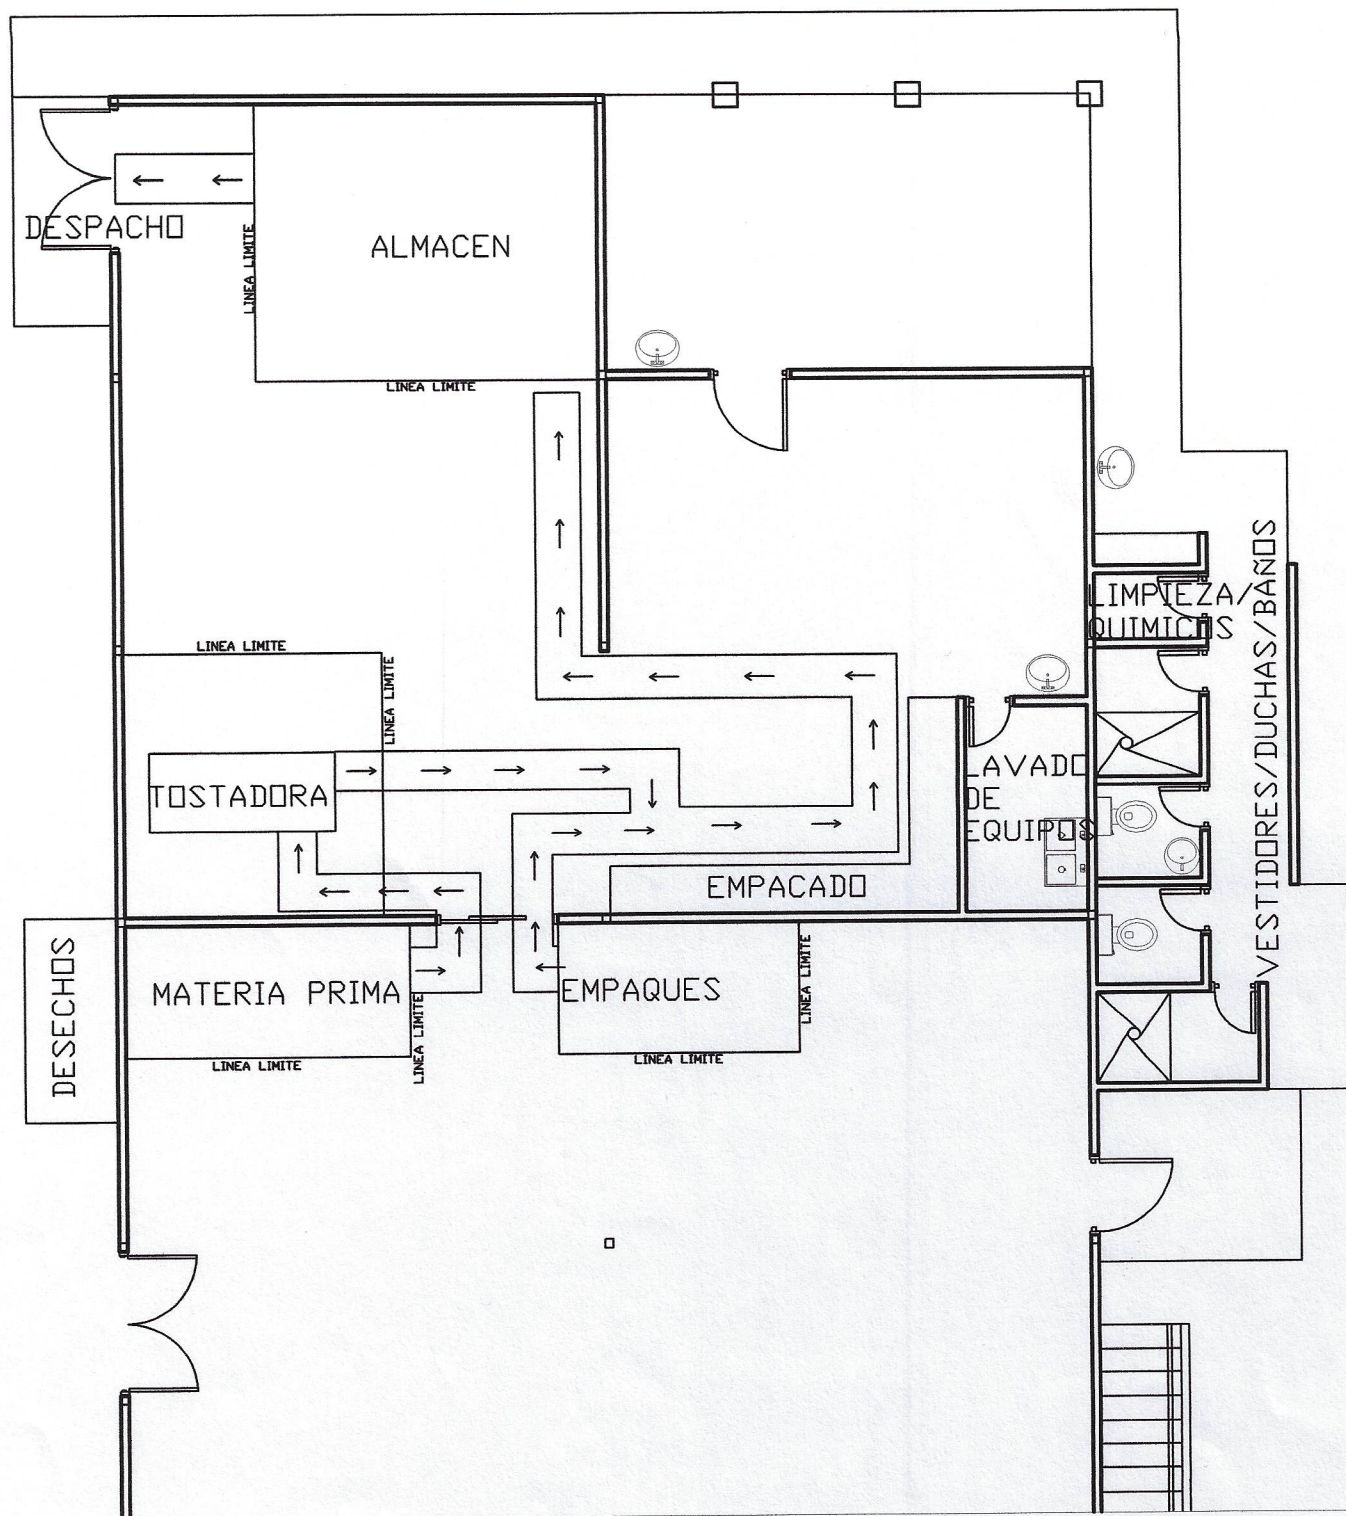 DESPACHO
LINEA LIMITE
ALMACEN
LINEA LIMITE
LIMPIEZA/
QUIMICOS
VESTIDORES/DUCHAS/BAÑOS
LINEA LIMITE
LINEA LIMITE
TOSTADORA
LAVADO
DE
EQUIPOS
EMPACADO
DESECHOS
MATERIA PRIMA
LINEA LIMITE
LINEA LIMITE
EMPAQUES
LINEA LIMITE
LINEA LIMITE